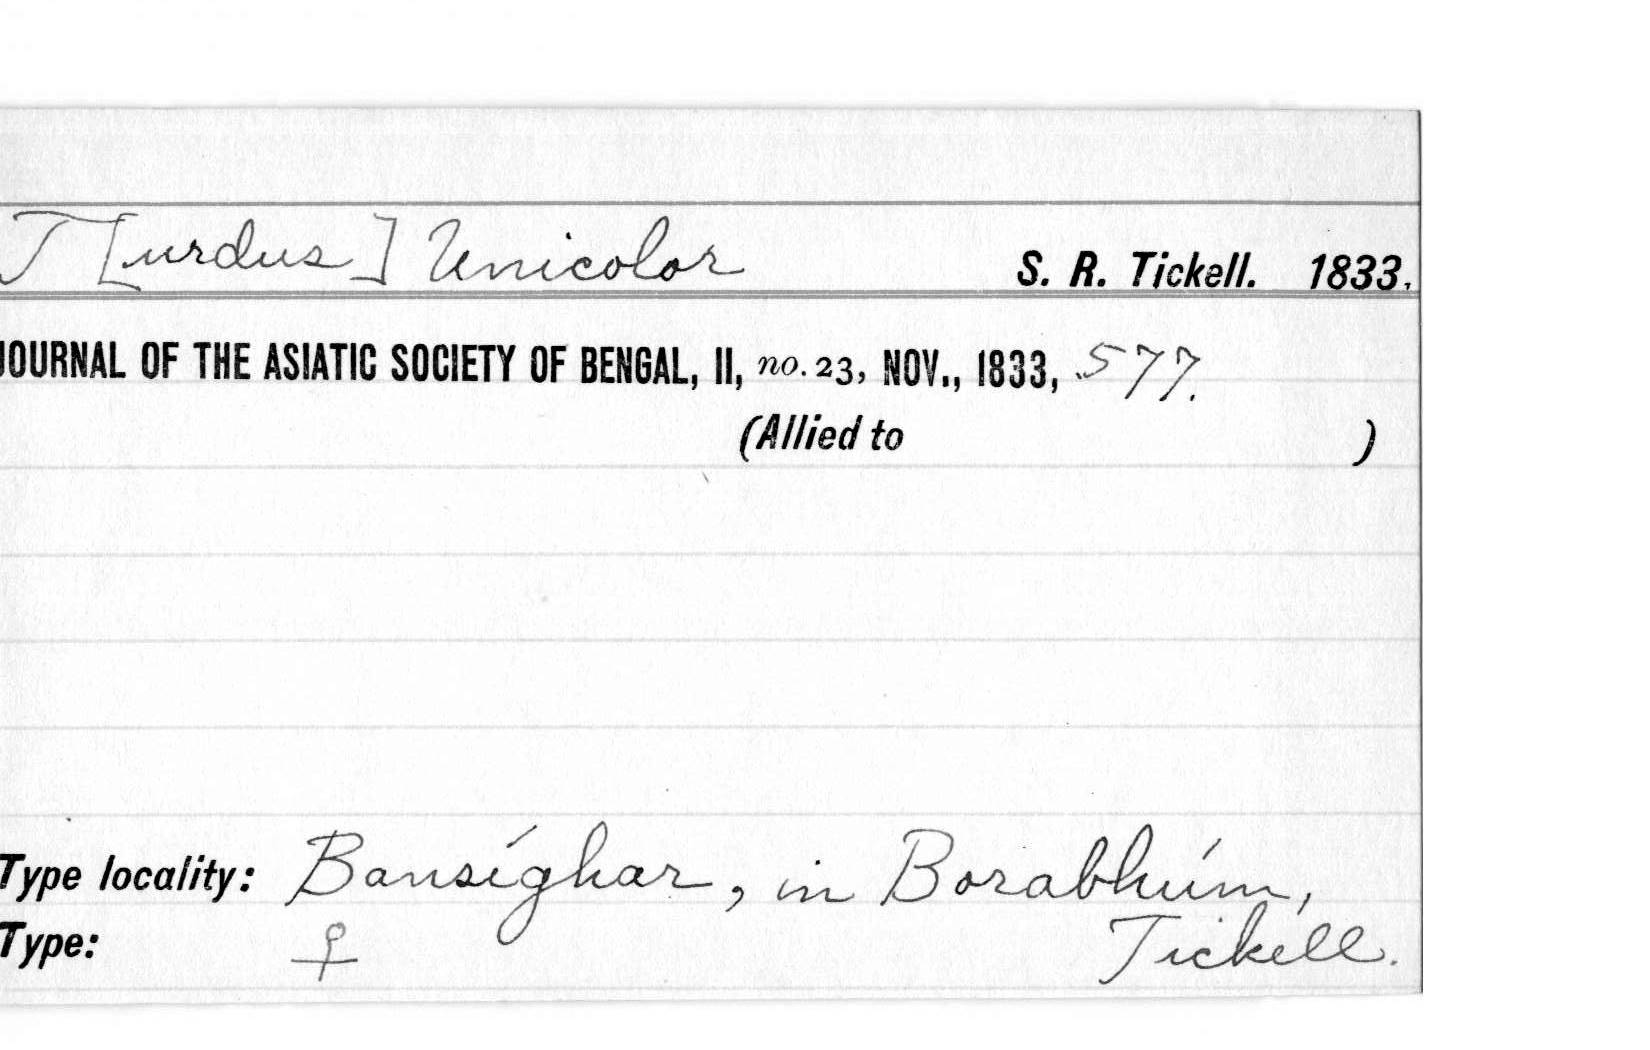 T[urdus] Unicolor S. R. Tickell. 1833.
JOURNAL OF THE ASIATIC SOCIETY OF BENGAL, II, no. 23, NOV., 1833, 577.
(Allied to )
Type locality: Bansíghar, in Borabhúm,
Type: ♀ Tickell.